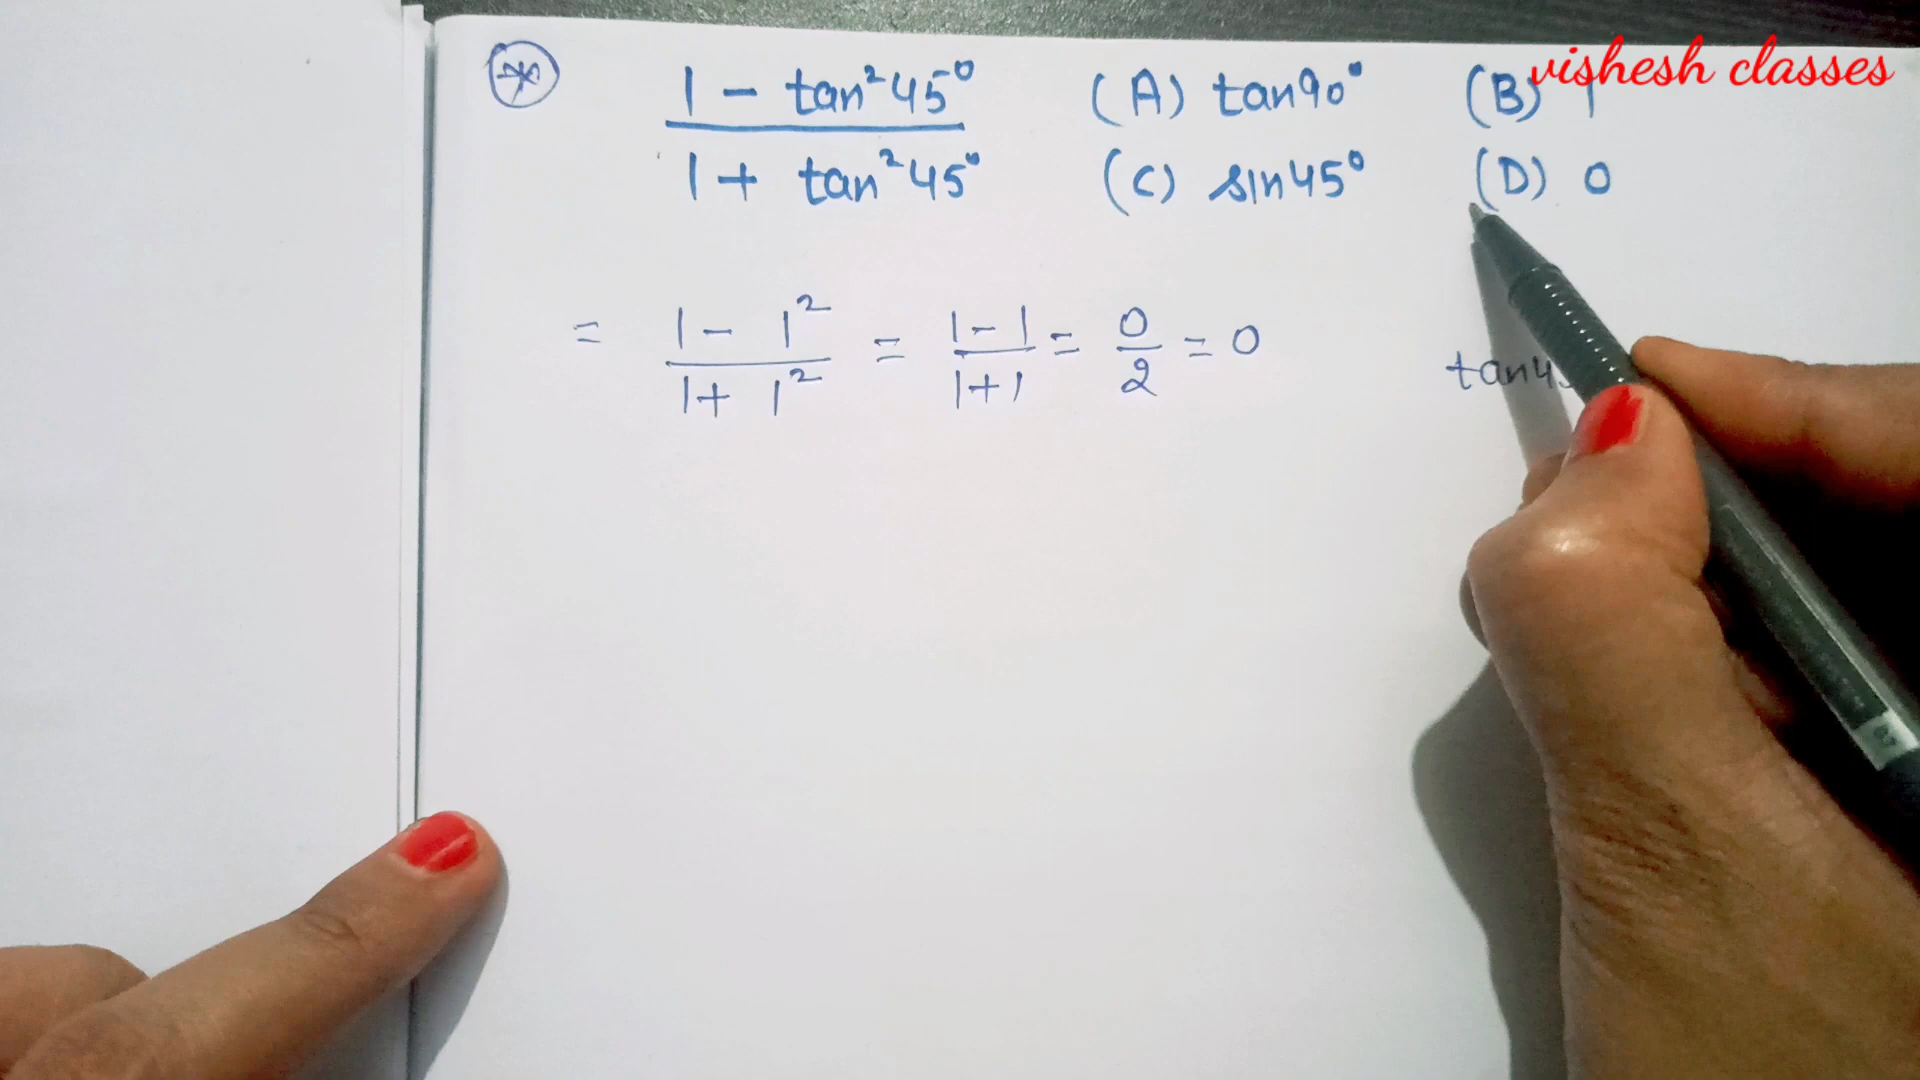 vishesh classes
(*) 1 - tan²45° / 1 + tan²45°
(A) tan90° (B) 1
(C) sin45° (D) 0
= 1 - 1² / 1 + 1² = 1 - 1 / 1 + 1 = 0 / 2 = 0
tan45